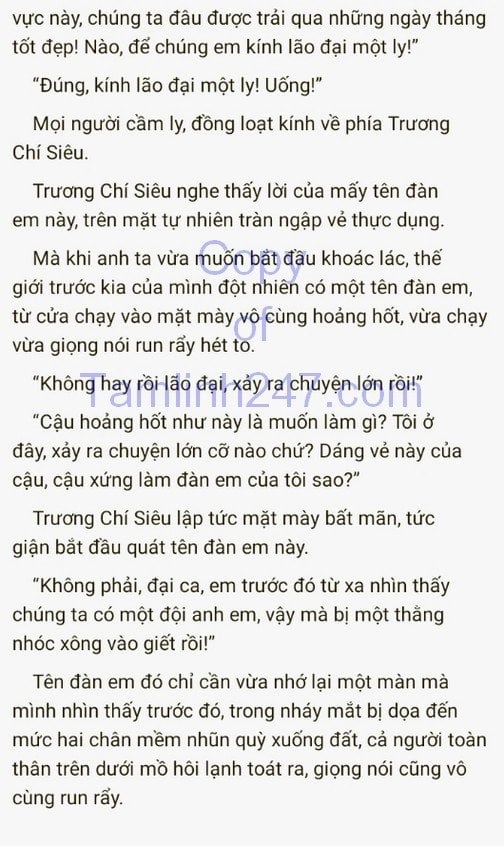 vực này, chúng ta đâu được trải qua những ngày tháng
tốt đẹp! Nào, để chúng em kính lão đại một ly!”
“Đúng, kính lão đại một ly! Uống!”
Mọi người cầm ly, đồng loạt kính về phía Trương
Chí Siêu.
Trương Chí Siêu nghe thấy lời của mấy tên đàn
em này, trên mặt tự nhiên tràn ngập vẻ thực dụng.
Mà khi anh ta vừa muốn bắt đầu khoác lác, thế
giới trước kia của mình đột nhiên có một tên đàn em,
từ cửa chạy vào mặt mày vô cùng hoảng hốt, vừa chạy
vừa giọng nói run rẩy hét to.
“Không hay rồi lão đại, xảy ra chuyện lớn rồi!”
“Cậu hoảng hốt như này là muốn làm gì? Tôi ở
đây, xảy ra chuyện lớn cỡ nào chứ? Dáng vẻ này của
cậu, cậu xứng làm đàn em của tôi sao?”
Trương Chí Siêu lập tức mặt mày bất mãn, tức
giận bắt đầu quát tên đàn em này.
“Không phải, đại ca, em trước đó từ xa nhìn thấy
chúng ta có một đội anh em, vậy mà bị một thằng
nhóc xông vào giết rồi!”
Tên đàn em đó chỉ cần vừa nhớ lại một màn mà
mình nhìn thấy trước đó, trong nháy mắt bị dọa đến
mức hai chân mềm nhũn quỳ xuống đất, cả người toàn
thân trên dưới mồ hôi lạnh toát ra, giọng nói cũng vô
cùng run rẩy.
Copy
of
Tamlinh247.com